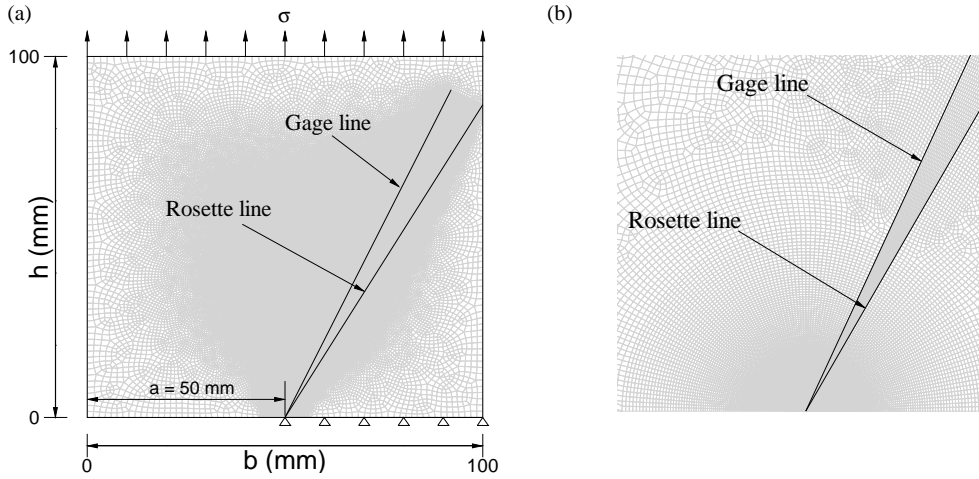 (a)
σ
100
Gage line
Rosette line
h (mm)
a = 50 mm
0
0
b (mm)
100
(b)
Gage line
Rosette line